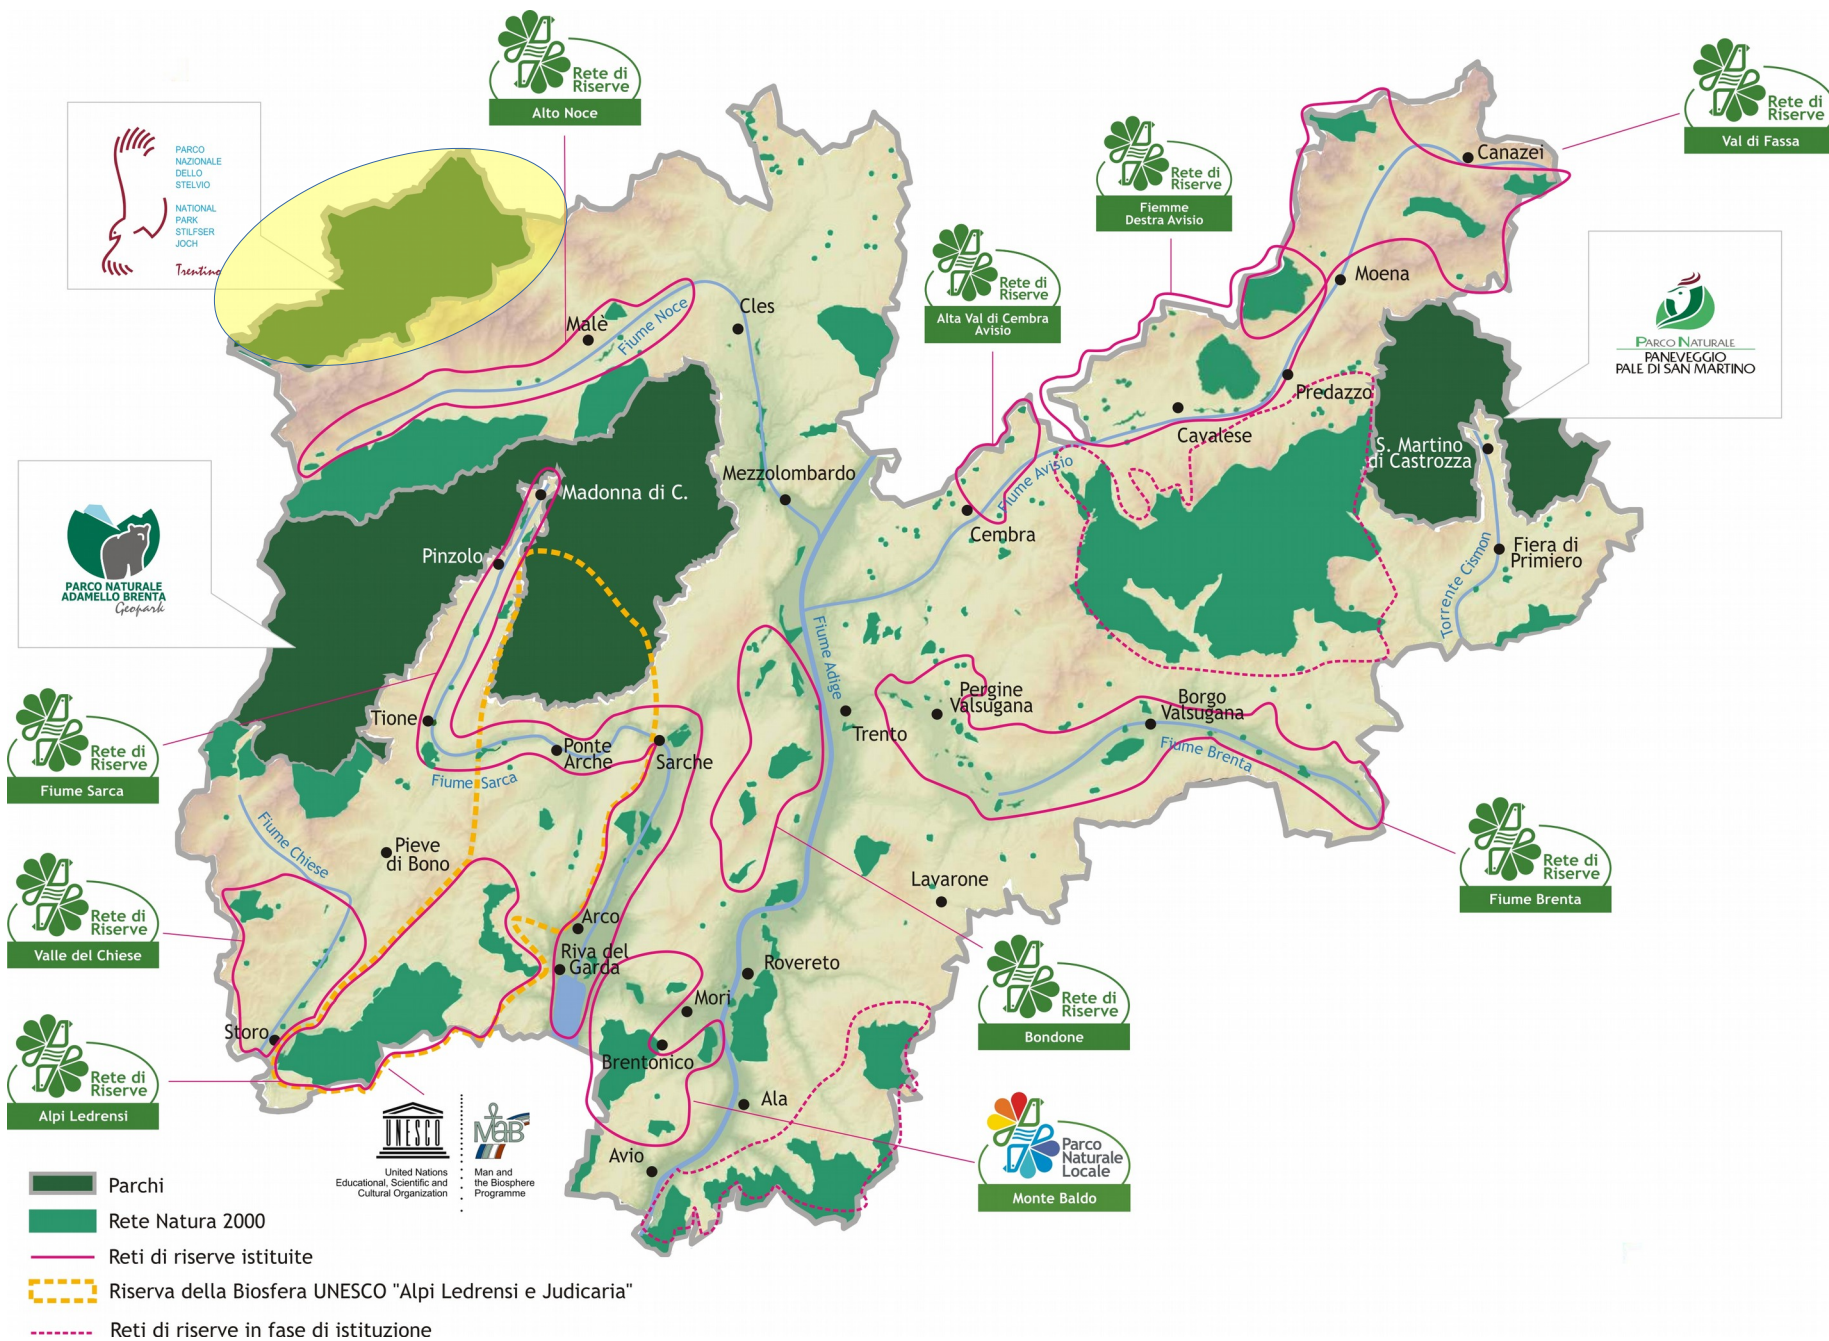 Rete di
Riserve
Alto Noce
Rete di
Riserve
Val di Fassa
PARCO
NAZIONALE
DELLO
STELVIO
NATIONAL
PARK
STILFSER
JOCH
Trentino
Rete di
Riserve
Fiemme
Destra Avisio
Rete di
Riserve
Alta Val di Cembra
Avisio
Canazei
Moena
PARCO NATURALE
PANEVEGGIO
PALE DI SAN MARTINO
Malè
Fiume Noce
Cles
Predazzo
Cavalese
S. Martino
di Castrozza
Mezzolombardo
Fiume Avisio
Cembra
Madonna di C.
Pinzolo
PARCO NATURALE
ADAMELLO BRENTA
Geopark
Fiera di
Primiero
Torrente Cismon
Fiume Adige
Pergine
Valsugana
Borgo
Valsugana
Trento
Fiume Brenta
Tione
Ponte
Arche
Sarche
Fiume Sarca
Rete di
Riserve
Fiume Sarca
Fiume Chiese
Pieve
di Bono
Lavarone
Rete di
Riserve
Fiume Brenta
Rete di
Riserve
Valle del Chiese
Arco
Riva del
Garda
Rovereto
Mori
Rete di
Riserve
Bondone
Storo
Brentonico
Rete di
Riserve
Alpi Ledrensi
Ala
Avio
UNESCO
MaB
United Nations
Educational, Scientific and
Cultural Organization
Man and
the Biosphere
Programme
Parco
Naturale
Locale
Monte Baldo
Parchi
Rete Natura 2000
Reti di riserve istituite
Riserva della Biosfera UNESCO "Alpi Ledrensi e Judicaria"
Reti di riserve in fase di istituzione